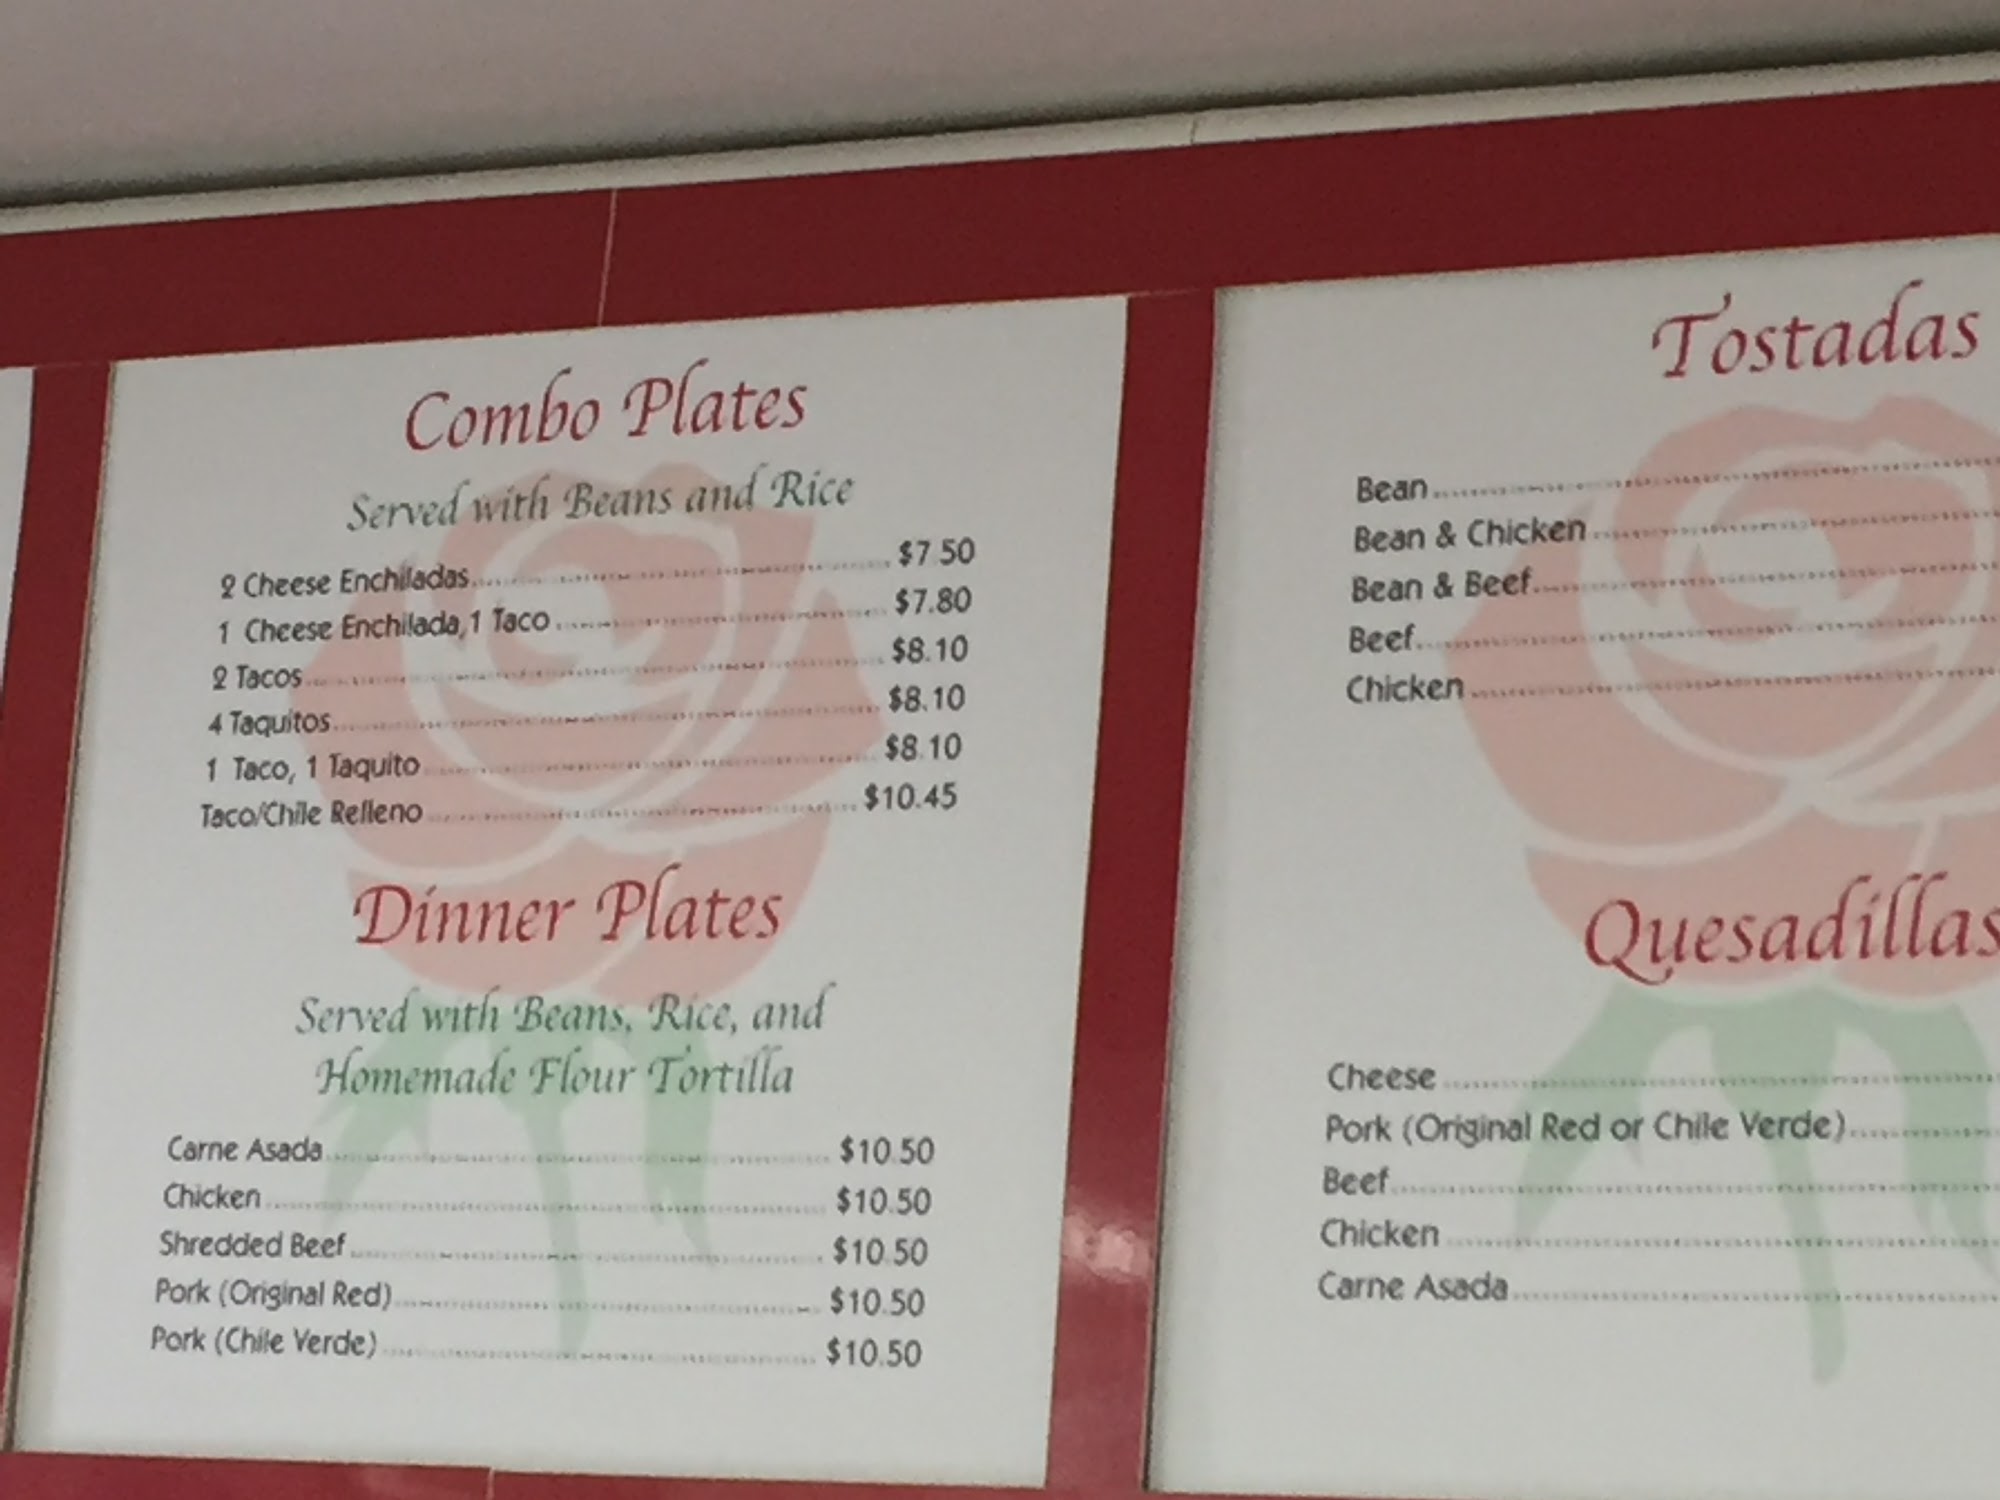 Combo Plates
Served with Beans and Rice
2 Cheese Enchiladas $7.50
1 Cheese Enchilada,1 Taco $7.80
2 Tacos $8.10
4 Taquitos $8.10
1 Taco, 1 Taquito $8.10
Taco/Chile Relleno $10.45
Dinner Plates
Served with Beans, Rice, and
Homemade Flour Tortilla
Carne Asada $10.50
Chicken $10.50
Shredded Beef $10.50
Pork (Original Red) $10.50
Pork (Chile Verde) $10.50
Tostadas
Bean
Bean & Chicken
Bean & Beef
Beef
Chicken
Quesadillas
Cheese
Pork (Original Red or Chile Verde)
Beef
Chicken
Carne Asada